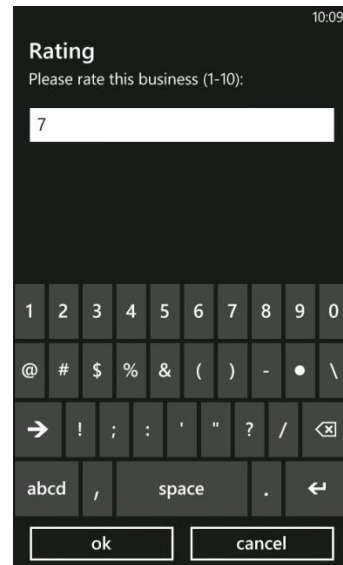 10:09
Rating
Please rate this business (1-10):
7
1 2 3 4 5 6 7 8 9 0
@ # $ % & ( ) - ● \
→ ! ; : ' " ? /
abcd , space .
ok cancel